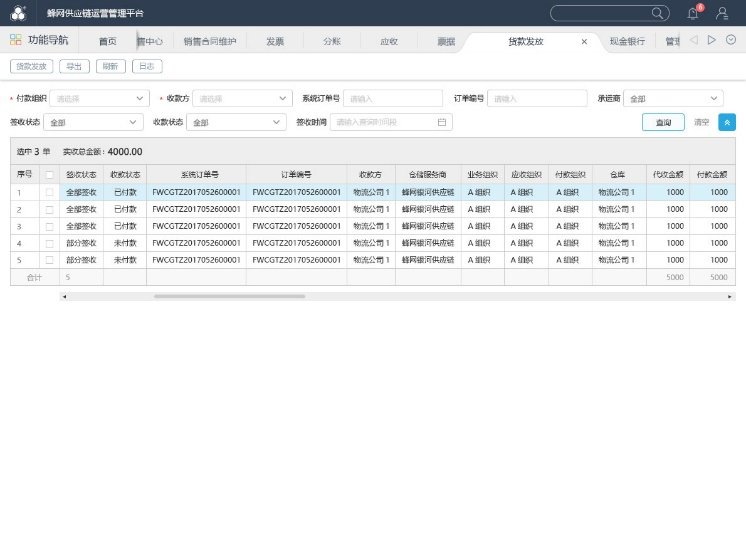 蜂网供应链运营管理平台
6
功能导航 首页 售中心 销售合同维护 发票 分账 应收 票据 货款发放 × 现金银行 管理
货款发放 导出 刷新 日志
* 付款组织 请选择 * 收款方 请选择 系统订单号 请输入 订单编号 请输入 承运商 全部
签收状态 全部 收款状态 全部 签收时间 请输入查询时间段 查询 清空
选中 3 单 实收总金额：4000.00
序号 签收状态 收款状态 系统订单号 订单编号 收款方 仓储服务商 业务组织 应收组织 付款组织 仓库 代收金额 付款金额
1 全部签收 已付款 FWCGTZ2017052600001 FWCGTZ2017052600001 物流公司 1 蜂网银河供应链 A 组织 A 组织 A 组织 物流公司 1 1000 1000
2 全部签收 已付款 FWCGTZ2017052600001 FWCGTZ2017052600001 物流公司 1 蜂网银河供应链 A 组织 A 组织 A 组织 物流公司 1 1000 1000
3 全部签收 已付款 FWCGTZ2017052600001 FWCGTZ2017052600001 物流公司 1 蜂网银河供应链 A 组织 A 组织 A 组织 物流公司 1 1000 1000
4 部分签收 未付款 FWCGTZ2017052600001 FWCGTZ2017052600001 物流公司 1 蜂网银河供应链 A 组织 A 组织 A 组织 物流公司 1 1000 1000
5 部分签收 未付款 FWCGTZ2017052600001 FWCGTZ2017052600001 物流公司 1 蜂网银河供应链 A 组织 A 组织 A 组织 物流公司 1 1000 1000
合计 5 5000 5000